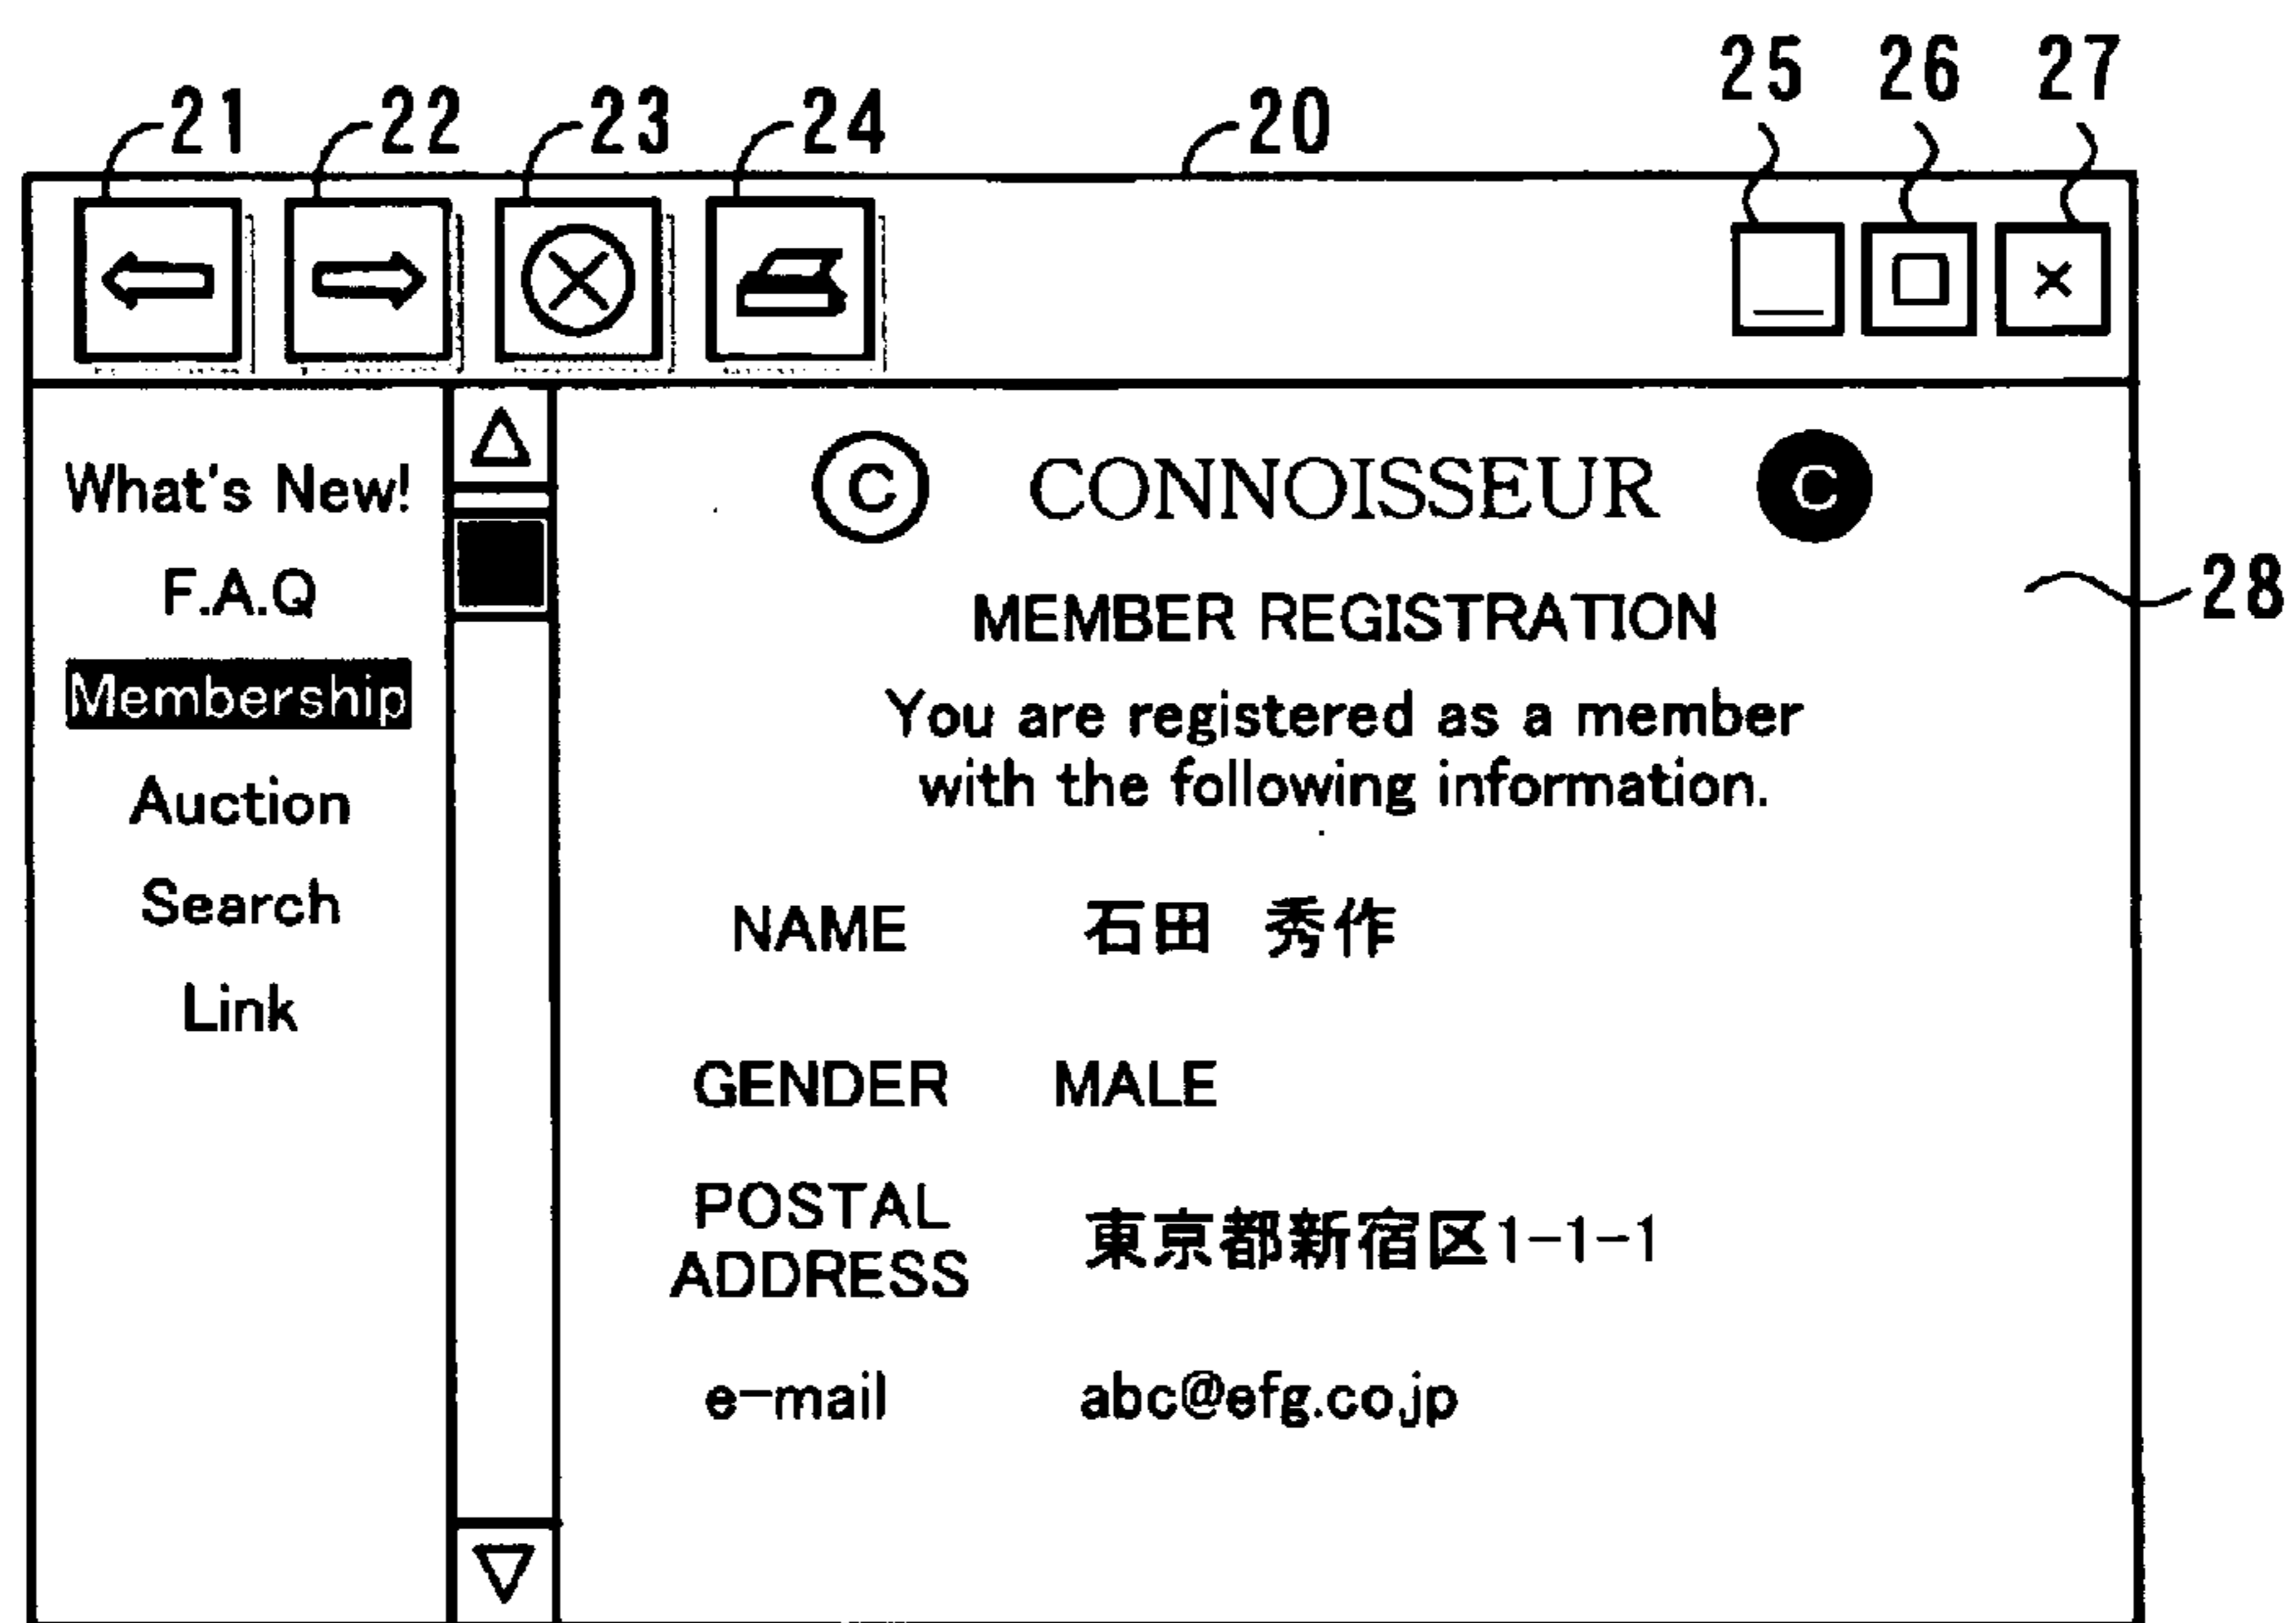 25 26 27
21 22 23 24 20
×
What's New!
F.A.Q
Membership
Auction
Search
Link
© CONNOISSEUR ©
28
MEMBER REGISTRATION
You are registered as a member
with the following information.
NAME 石田 秀作
GENDER MALE
POSTAL
ADDRESS
東京都新宿区1-1-1
e-mail abc@efg.co.jp